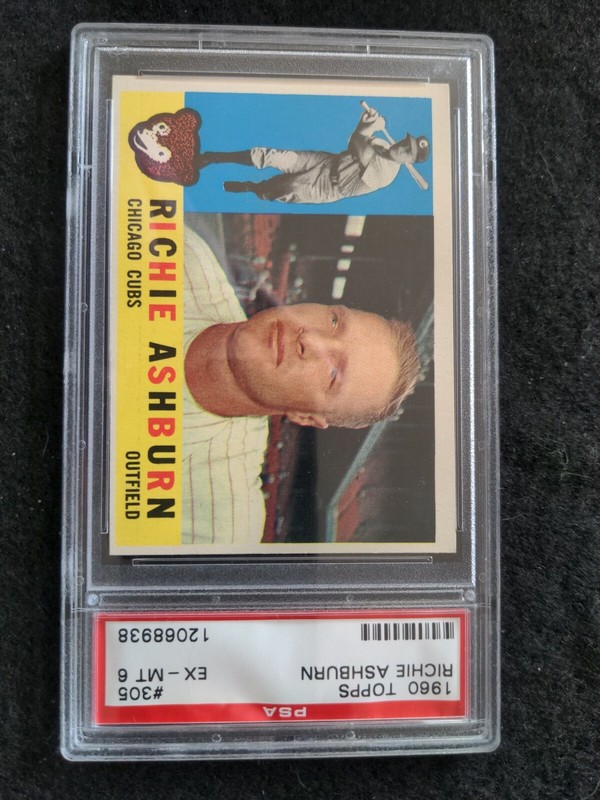 RICHIE ASHBURN
CHICAGO CUBS
OUTFIELD
1960 TOPPS
#305
RICHIE ASHBURN
EX - MT 6
12068938
PSA